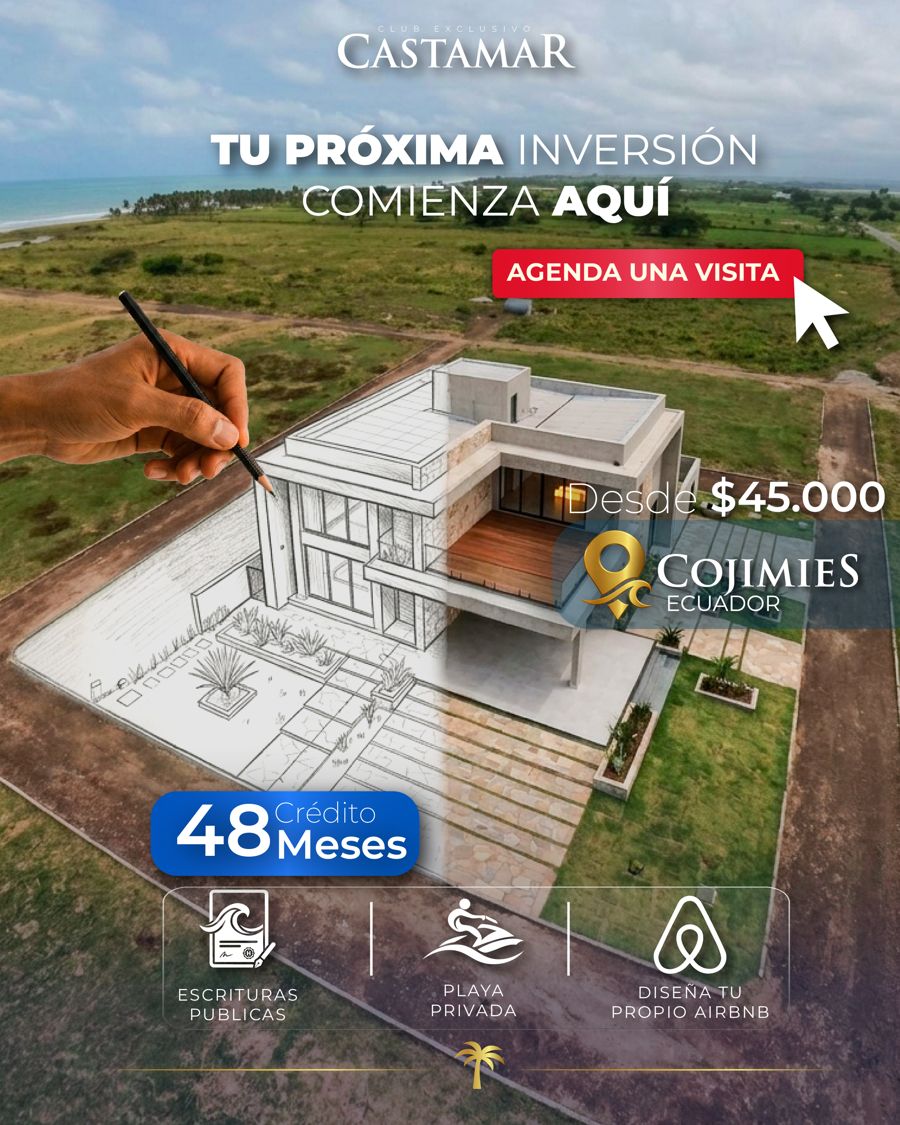 CLUB EXCLUSIVO
CASTAMAR
TU PRÓXIMA INVERSIÓN
COMIENZA AQUÍ
AGENDA UNA VISITA
Desde $45.000
COJIMIES
ECUADOR
48 Crédito
Meses
ESCRITURAS
PUBLICAS
PLAYA
PRIVADA
DISEÑA TU
PROPIO AIRBNB